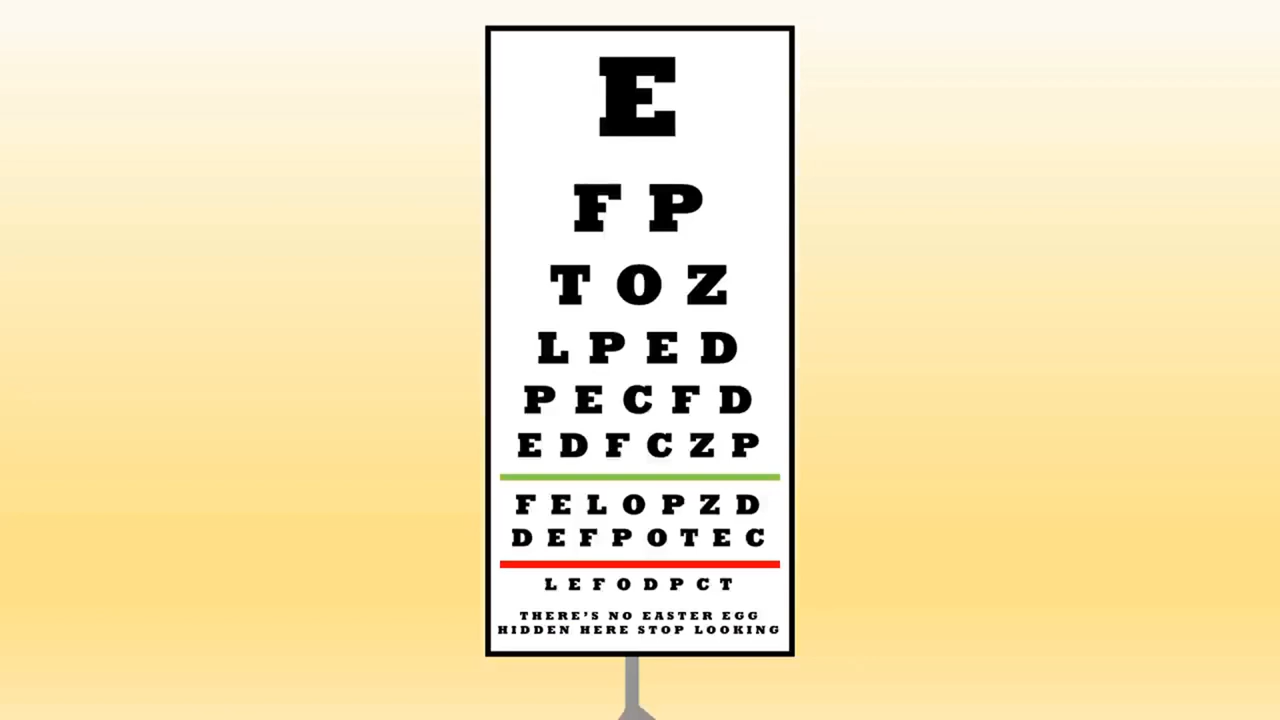 E
F P
T O Z
L P E D
P E C F D
E D F C Z P
F E L O P Z D
D E F P O T E C
L E F O D P C T
THERE'S NO EASTER EGG
HIDDEN HERE STOP LOOKING